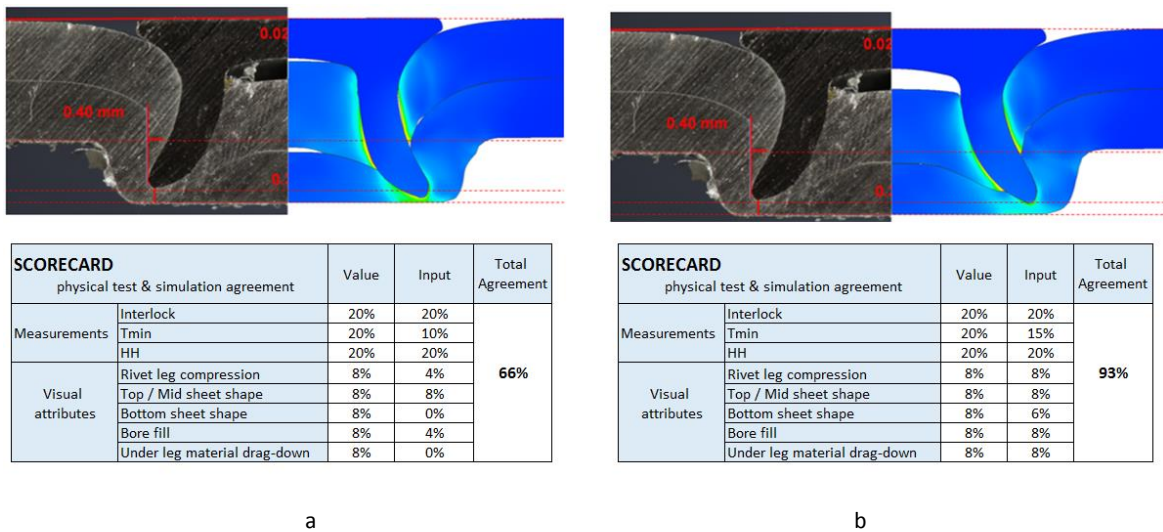 0.02
0.40 mm
0.
SCORECARD
physical test & simulation agreement
Value
Input
Total
Agreement
Measurements
Interlock 20% 20%
Tmin 20% 10%
HH 20% 20%
66%
Visual
attributes
Rivet leg compression 8% 4%
Top / Mid sheet shape 8% 8%
Bottom sheet shape 8% 0%
Bore fill 8% 4%
Under leg material drag-down 8% 0%
a
0.02
0.40 mm
0.
SCORECARD
physical test & simulation agreement
Value
Input
Total
Agreement
Measurements
Interlock 20% 20%
Tmin 20% 15%
HH 20% 20%
93%
Visual
attributes
Rivet leg compression 8% 8%
Top / Mid sheet shape 8% 8%
Bottom sheet shape 8% 6%
Bore fill 8% 8%
Under leg material drag-down 8% 8%
b